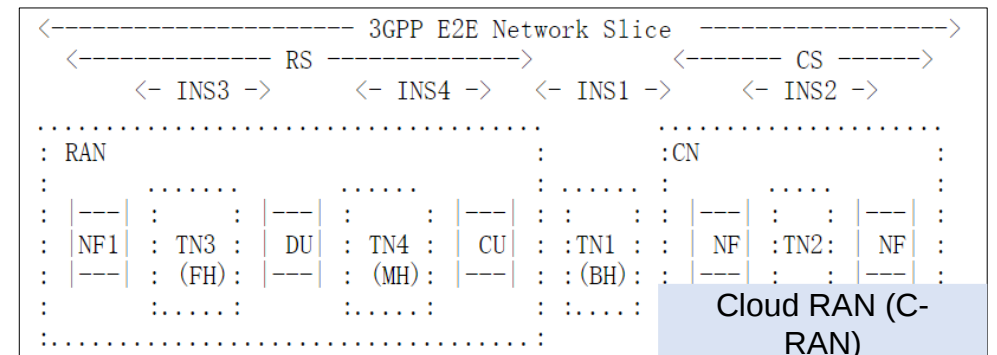 <------------------- 3GPP E2E Network Slice ------------------>
<-------------- RS -------------->            <------- CS ------>
<- INS3 ->      <- INS4 ->   <- INS1 ->      <- INS2 ->
.....................................         .....................
: RAN                                :         :CN                 :
:       .......       ......         : ...... :       .....        :
: |---| :     : |---| :     : |---| : :    : : |---| :   : |---| :
: |NF1| : TN3 : | DU| : TN4 : | CU| : :TN1 : : | NF| :TN2: | NF| :
: |---| : (FH): |---| : (MH): |---| : :(BH): : |---| :   : |---| :
:       :.....:       :.....:       : :....:
:....................................:
Cloud RAN (C-
RAN)